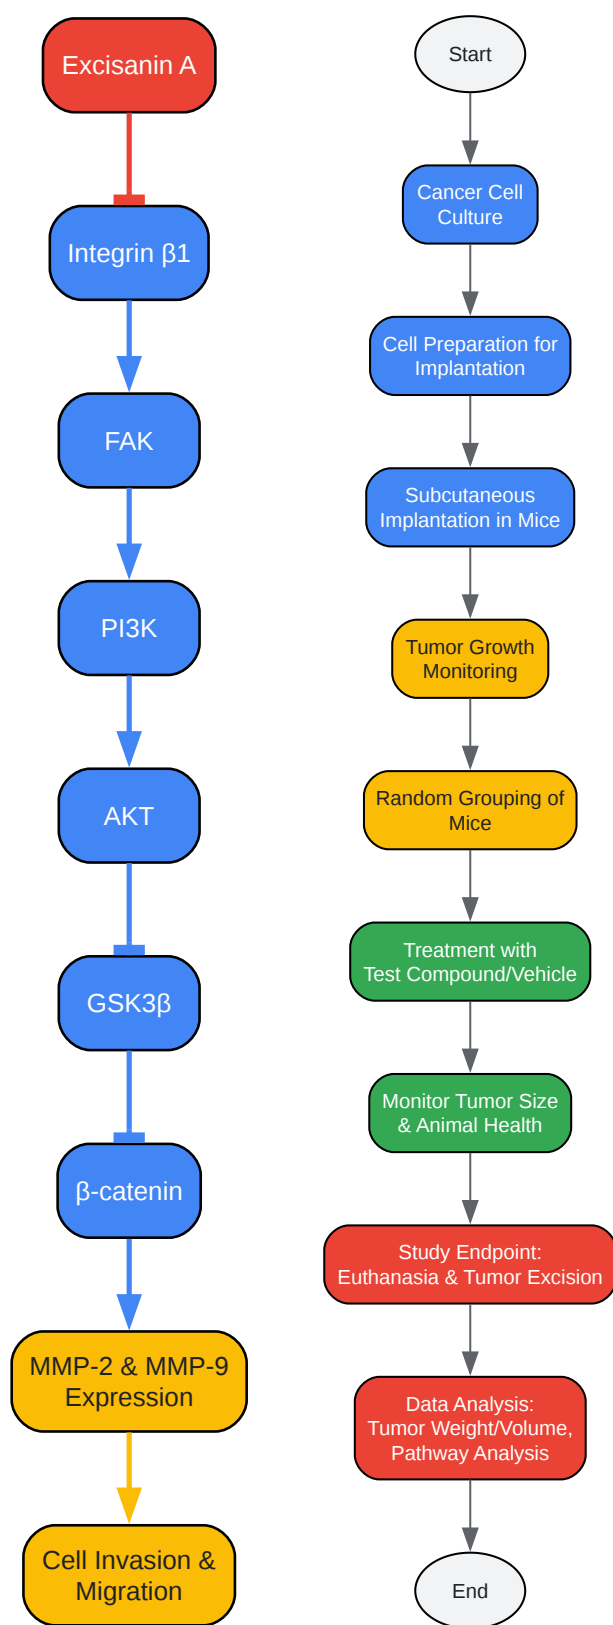 Excisanin A
Integrin β1
FAK
PI3K
AKT
GSK3β
β-catenin
MMP-2 & MMP-9
Expression
Cell Invasion &
Migration
Start
Cancer Cell
Culture
Cell Preparation for
Implantation
Subcutaneous
Implantation in Mice
Tumor Growth
Monitoring
Random Grouping of
Mice
Treatment with
Test Compound/Vehicle
Monitor Tumor Size
& Animal Health
Study Endpoint:
Euthanasia & Tumor Excision
Data Analysis:
Tumor Weight/Volume,
Pathway Analysis
End